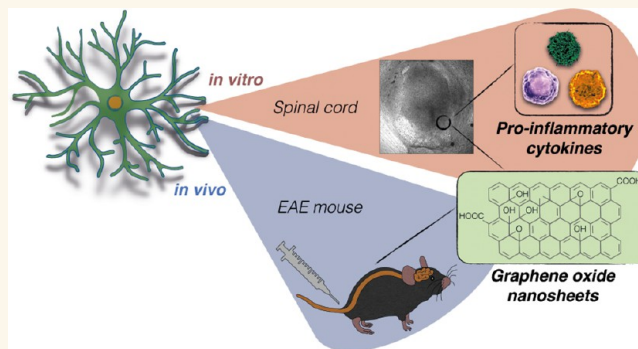 in vitro
Spinal cord
Pro-inflammatory
cytokines
in vivo
EAE mouse
COOH
OH
O
HOOC
OH
OH
OH
O
OH
Graphene oxide
nanosheets